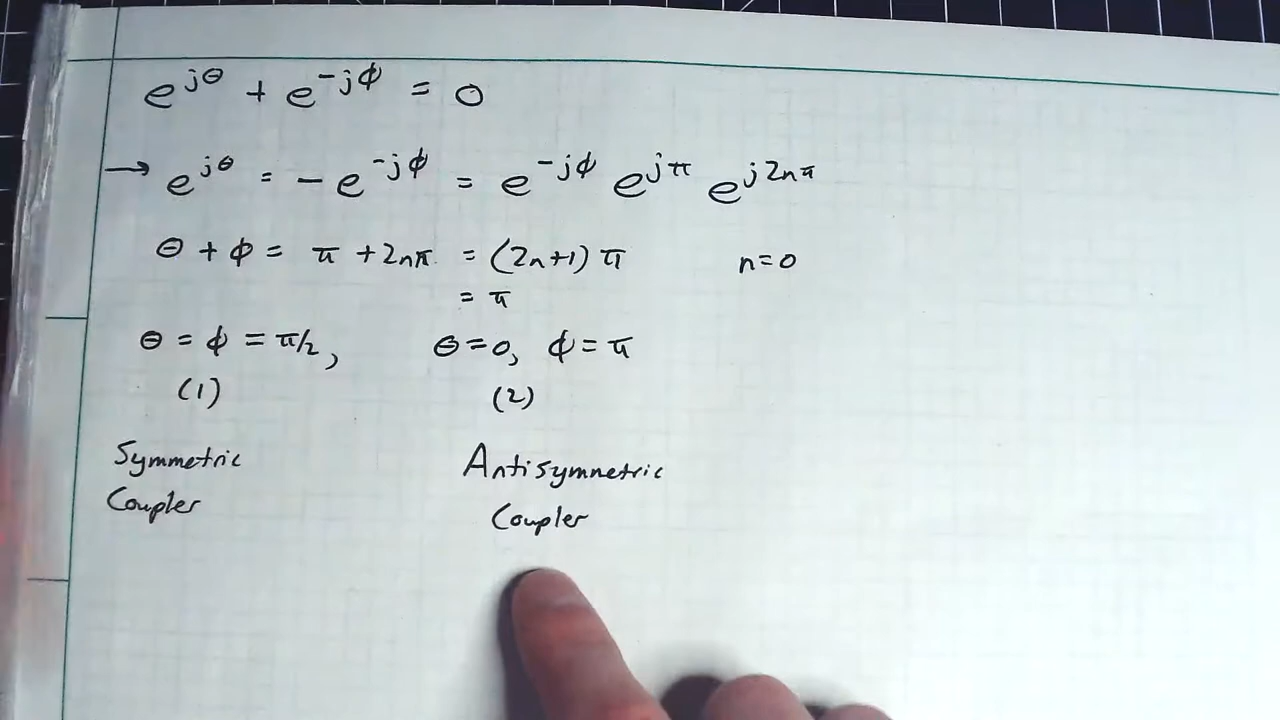 e^{jθ} + e^{-jϕ} = 0
→ e^{jθ} = -e^{-jϕ} = e^{-jϕ} e^{jπ} e^{j2nπ}
θ + ϕ = π + 2nπ = (2n+1) π n=0
= π
θ = ϕ = π/2, θ=0, ϕ = π
(1) (2)
Symmetric Antisymmetric
Coupler Coupler